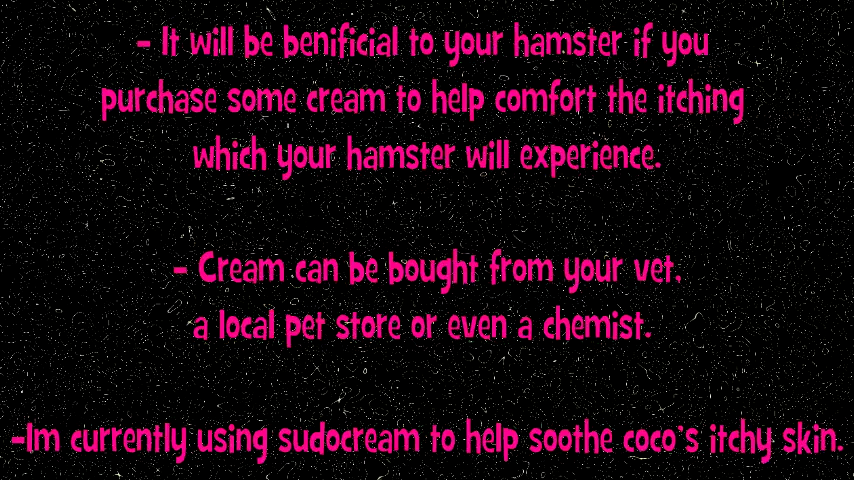 - It will be benificial to your hamster if you
purchase some cream to help comfort the itching
which your hamster will experience.
- Cream can be bought from your vet,
a local pet store or even a chemist.
-Im currently using sudocream to help soothe coco's itchy skin.